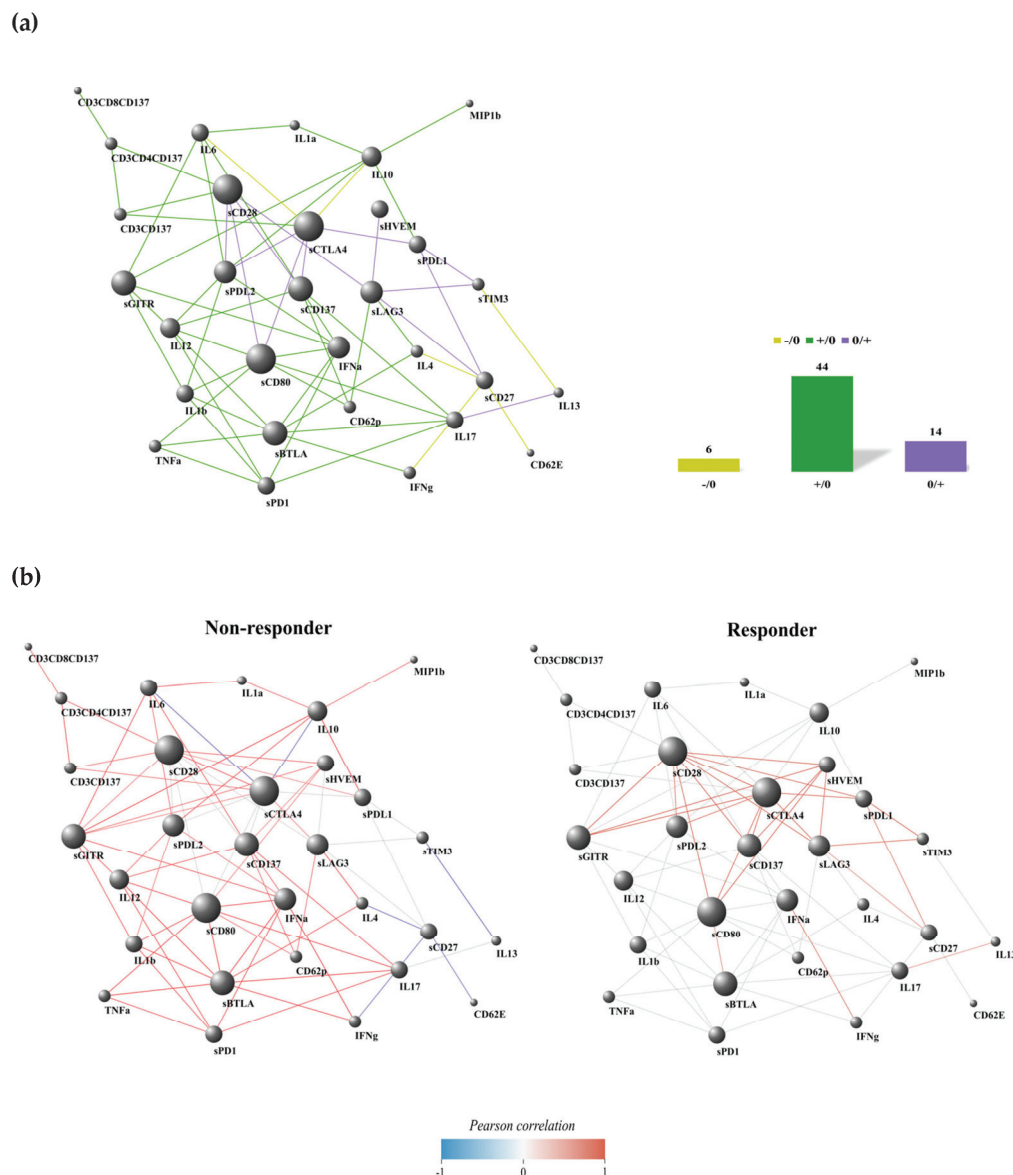 (a)
CD3CD8CD137
MIP1b
IL6
IL1a
CD3CD4CD137
IL10
sCD28
sHVEM
CD3CD137
sCTLA4
sPDL1
sPDL2
sGITR
sCD137
sLAG3
sTIM3
IL12
-/0 +/0 0/+
IFNa
IL4
sCD80
44
sCD27
IL13
IL1b
CD62p
IL17
14
TNFa
sBTLA
CD62E
6
IFNg
sPD1
-/0
+/0
0/+
(b)
Non-responder
Responder
CD3CD8CD137
MIP1b
IL6
IL1a
CD3CD4CD137
IL10
sCD28
sHVEM
CD3CD137
sCTLA4
sPDL1
sPDL2
sGITR
sCD137
sLAG3
sTIM3
IL12
IFNa
IL4
sCD80
sCD27
IL13
IL1b
CD62p
IL17
TNFa
sBTLA
CD62E
IFNg
sPD1
CD3CD8CD137
MIP1b
IL6
IL1a
CD3CD4CD137
IL10
sCD28
sHVEM
CD3CD137
sCTLA4
sPDL1
sPDL2
sGITR
sCD137
sLAG3
sTIM3
IL12
IFNa
IL4
sCD80
sCD27
IL1b
CD62p
IL17
TNFa
sBTLA
CD62E
IFNg
sPD1
Pearson correlation
-1 0 1